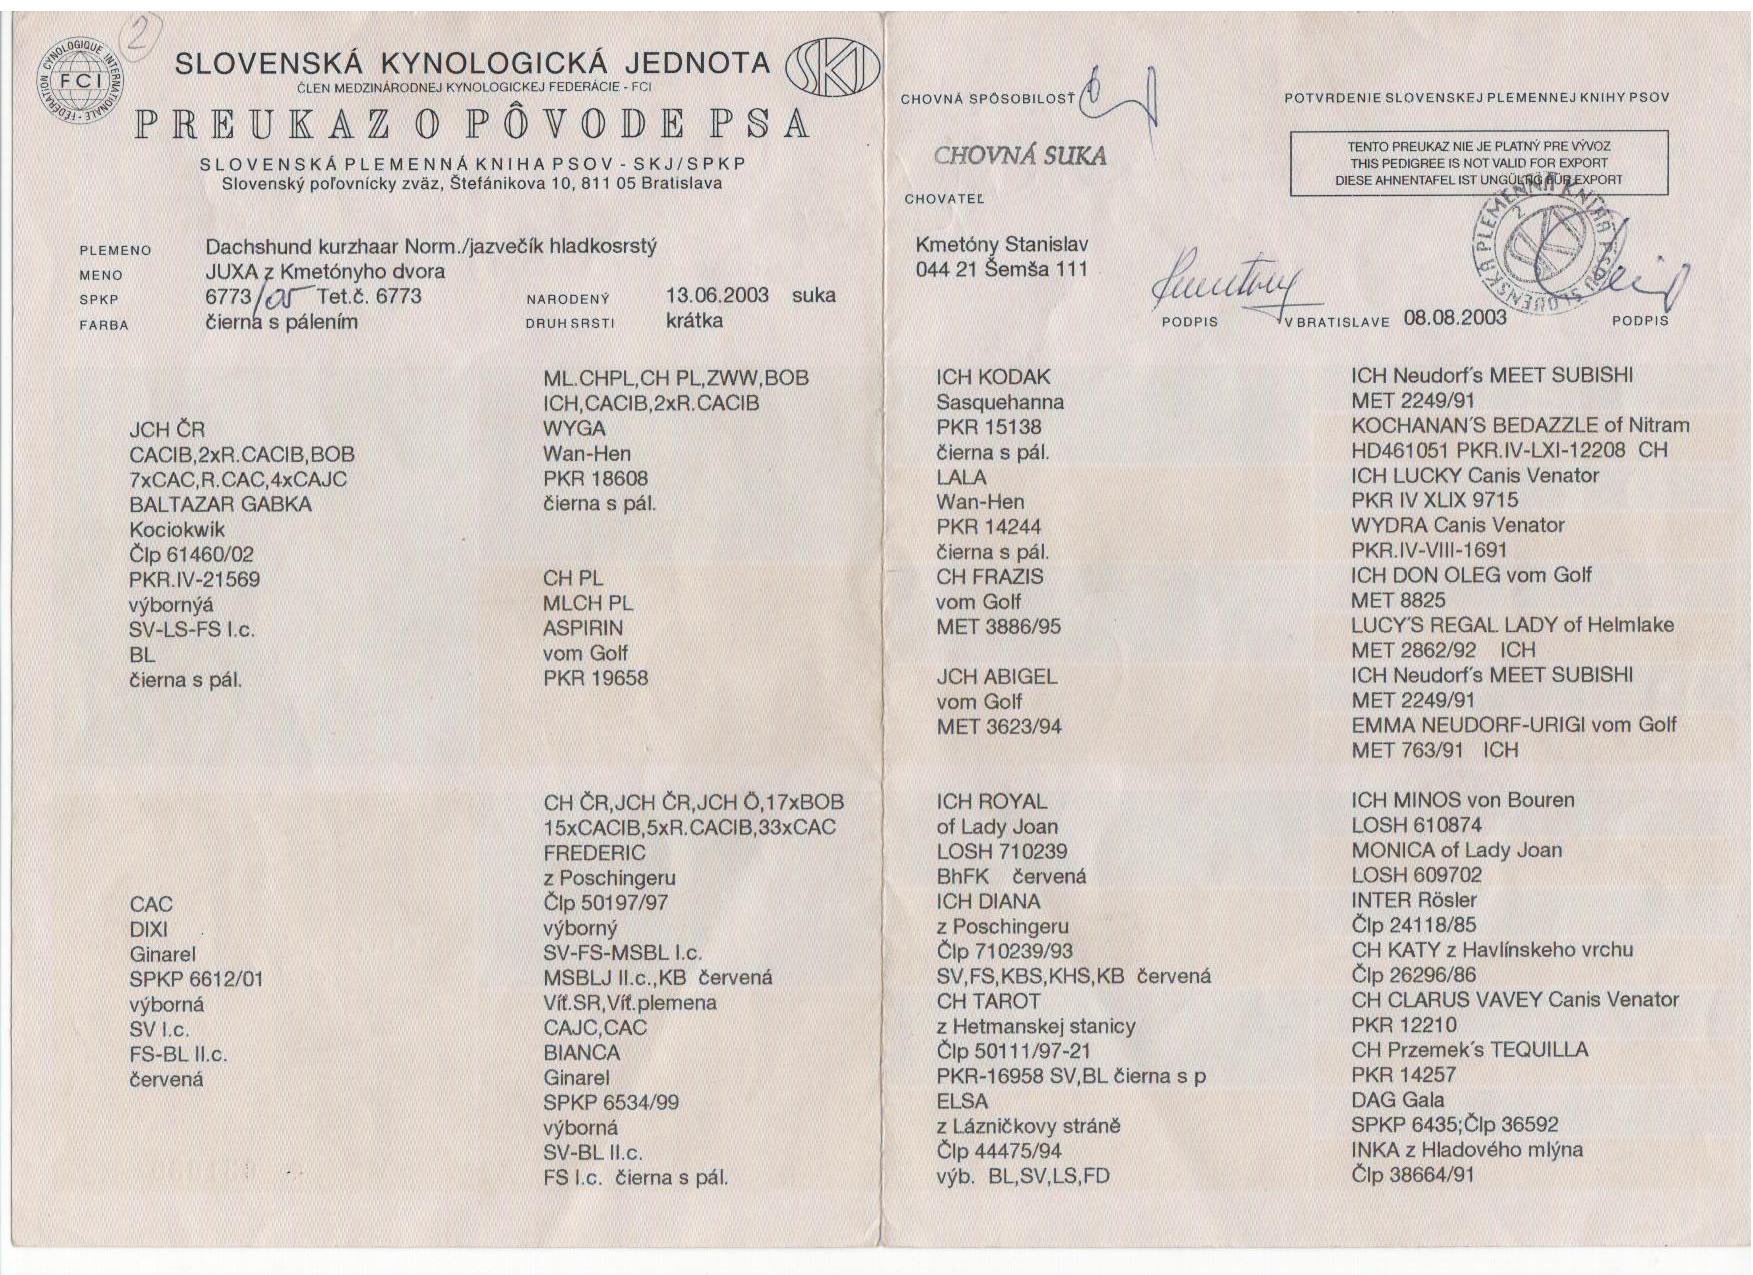 2
FEDERATION CYNOLOGIQUE INTERNATIONALE
FCI
SLOVENSKÁ KYNOLOGICKÁ JEDNOTA
SKJ
ČLEN MEDZINÁRODNEJ KYNOLOGICKEJ FEDERÁCIE - FCI
PREUKAZ O PÔVODE PSA
SLOVENSKÁ PLEMENNÁ KNIHA PSOV - SKJ/SPKP
Slovenský poľovnícky zväz, Štefánikova 10, 811 05 Bratislava
PLEMENO Dachshund kurzhaar Norm./jazvečík hladkosrstý
MENO JUXA z Kmetónyho dvora
SPKP 6773/05 Tet.č. 6773 NARODENÝ 13.06.2003 suka
FARBA čierna s pálením DRUH SRSTI krátka
JCH ČR
CACIB,2xR.CACIB,BOB
7xCAC,R.CAC,4xCAJC
BALTAZAR GABKA
Kociokwik
Člp 61460/02
PKR.IV-21569
výbornýá
SV-LS-FS I.c.
BL
čierna s pál.
CAC
DIXI
Ginarel
SPKP 6612/01
výborná
SV I.c.
FS-BL II.c.
červená
ML.CHPL,CH PL,ZWW,BOB
ICH,CACIB,2xR.CACIB
WYGA
Wan-Hen
PKR 18608
čierna s pál.
CH PL
MLCH PL
ASPIRIN
vom Golf
PKR 19658
CH ČR,JCH ČR,JCH Ö,17xBOB
15xCACIB,5xR.CACIB,33xCAC
FREDERIC
z Poschingeru
Člp 50197/97
výborný
SV-FS-MSBL I.c.
MSBLJ II.c.,KB červená
Víť.SR,Víť.plemena
CAJC,CAC
BIANCA
Ginarel
SPKP 6534/99
výborná
SV-BL II.c.
FS I.c. čierna s pál.
CHOVNÁ SPÔSOBILOSŤ
CHOVNÁ SUKA
CHOVATEĽ
Kmetóny Stanislav
044 21 Šemša 111
PODPIS
POTVRDENIE SLOVENSKEJ PLEMENNEJ KNIHY PSOV
TENTO PREUKAZ NIE JE PLATNÝ PRE VÝVOZ
THIS PEDIGREE IS NOT VALID FOR EXPORT
DIESE AHNENTAFEL IST UNGÜLTIG FÜR EXPORT
SLOVENSKÁ PLEMENNÁ KNIHA PSOV
2
SKJ
V BRATISLAVE 08.08.2003 PODPIS
ICH KODAK
Sasquehanna
PKR 15138
čierna s pál.
LALA
Wan-Hen
PKR 14244
čierna s pál.
CH FRAZIS
vom Golf
MET 3886/95
JCH ABIGEL
vom Golf
MET 3623/94
ICH ROYAL
of Lady Joan
LOSH 710239
BhFK červená
ICH DIANA
z Poschingeru
Člp 710239/93
SV,FS,KBS,KHS,KB červená
CH TAROT
z Hetmanskej stanicy
Člp 50111/97-21
PKR-16958 SV,BL čierna s p
ELSA
z Lázničkovy stráně
Člp 44475/94
výb. BL,SV,LS,FD
ICH Neudorf´s MEET SUBISHI
MET 2249/91
KOCHANAN´S BEDAZZLE of Nitram
HD461051 PKR.IV-LXI-12208 CH
ICH LUCKY Canis Venator
PKR IV XLIX 9715
WYDRA Canis Venator
PKR.IV-VIII-1691
ICH DON OLEG vom Golf
MET 8825
LUCY´S REGAL LADY of Helmlake
MET 2862/92 ICH
ICH Neudorf´s MEET SUBISHI
MET 2249/91
EMMA NEUDORF-URIGI vom Golf
MET 763/91 ICH
ICH MINOS von Bouren
LOSH 610874
MONICA of Lady Joan
LOSH 609702
INTER Rösler
Člp 24118/85
CH KATY z Havlínskeho vrchu
Člp 26296/86
CH CLARUS VAVEY Canis Venator
PKR 12210
CH Przemek´s TEQUILLA
PKR 14257
DAG Gala
SPKP 6435;Člp 36592
INKA z Hladového mlýna
Člp 38664/91